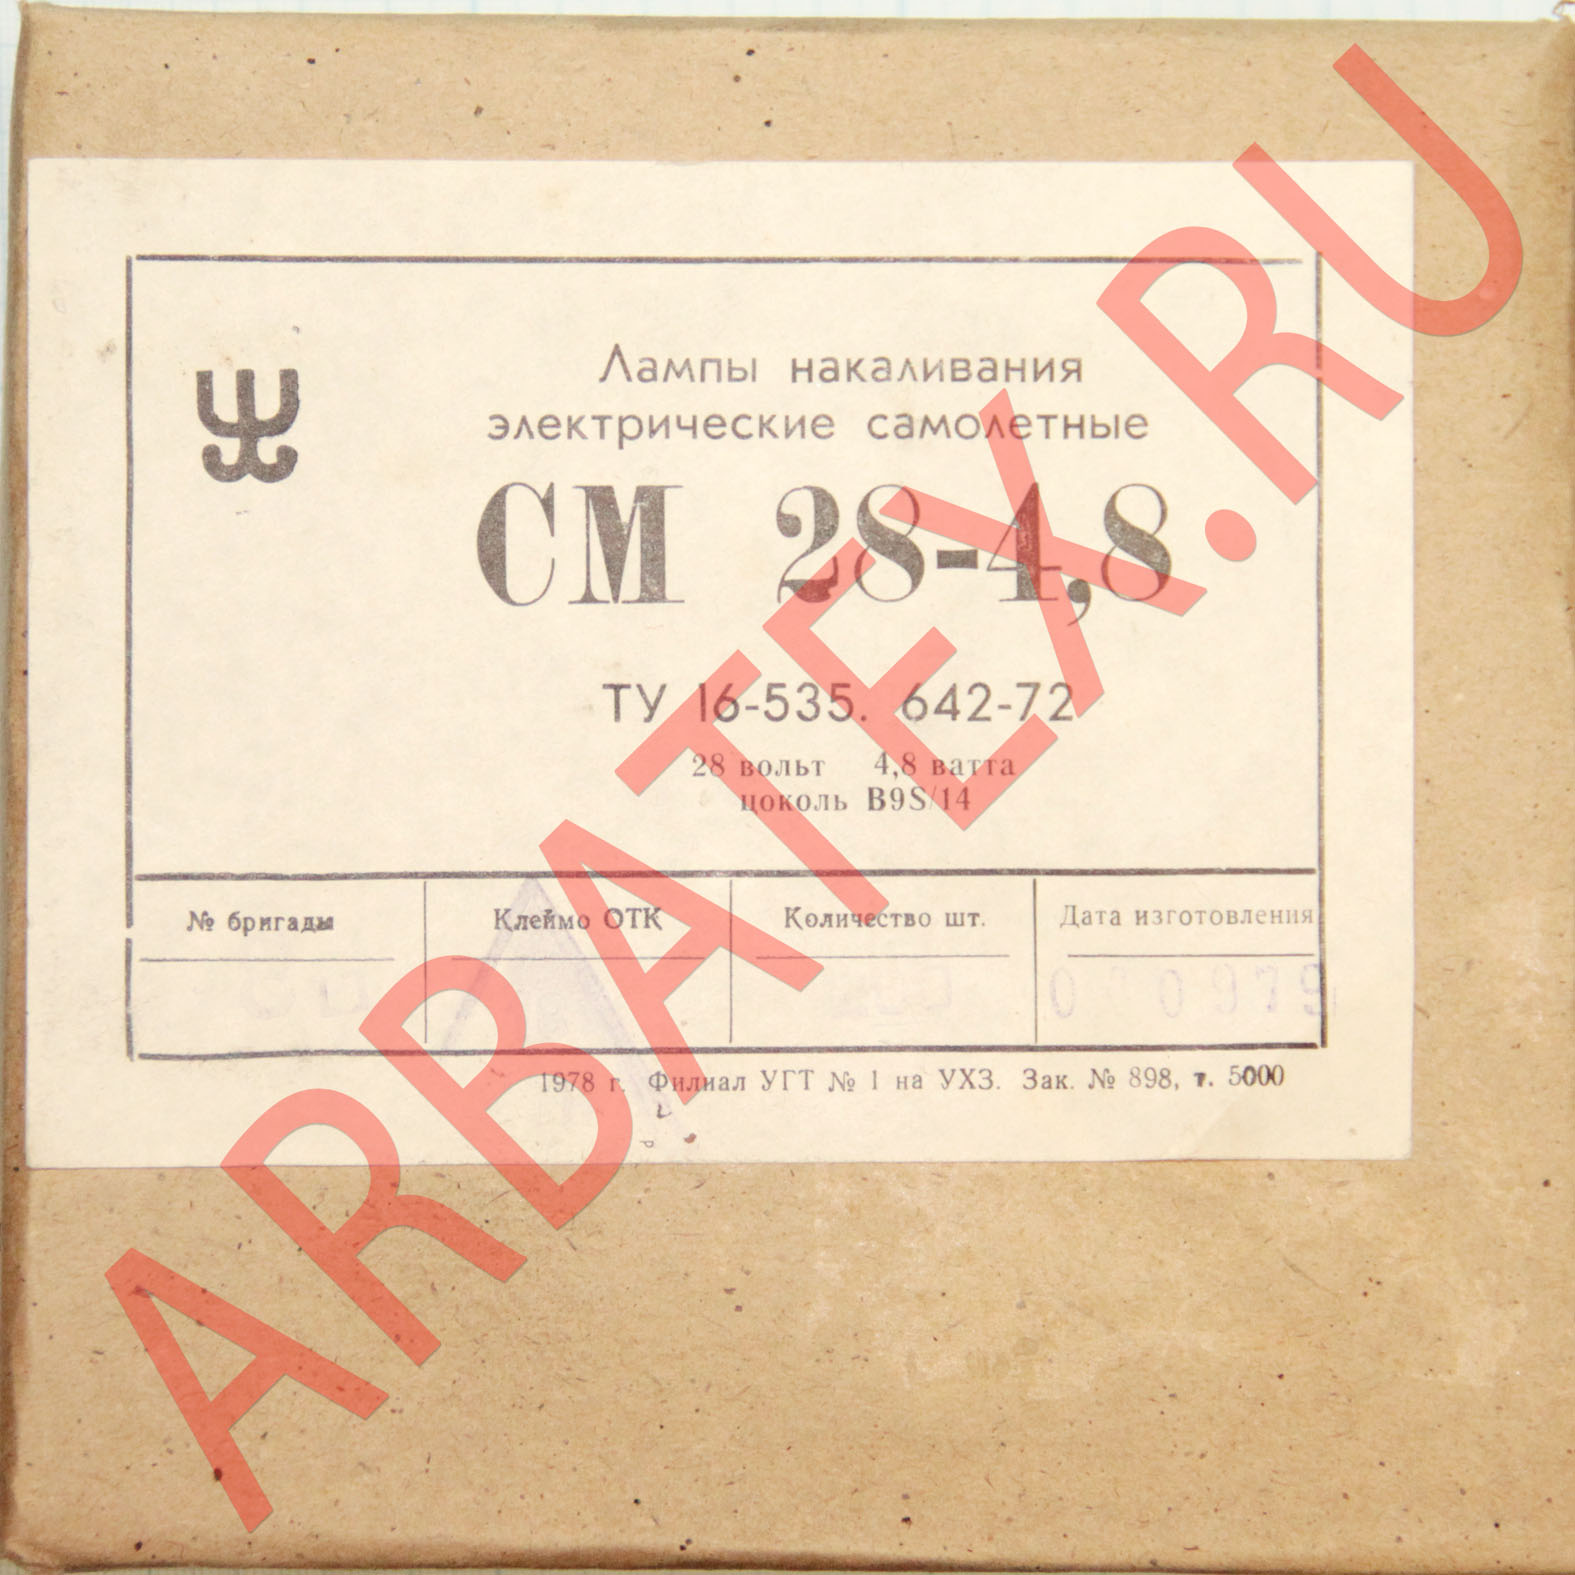 Лампы накаливания
электрические самолетные
СМ 28-4,8
ТУ 16-535. 642-72
28 вольт 4,8 ватта
цоколь В9S/14
№ бригады Клеймо ОТК Количество шт. Дата изготовления
1978 г. Филиал УГТ № 1 на УХЗ. Зак. № 898, т. 5000
ARBATEX.RU